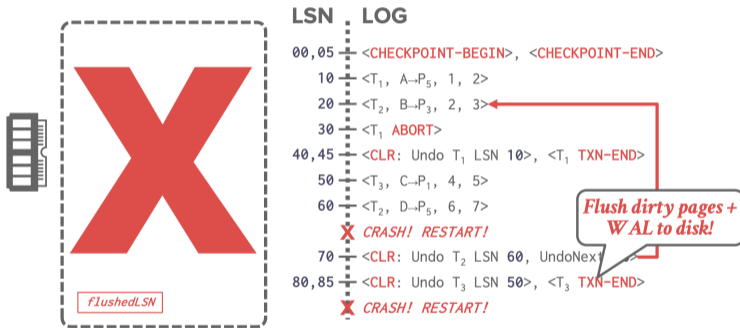 LSN LOG
00,05 <CHECKPOINT-BEGIN>, <CHECKPOINT-END>
10 <T₁, A→P₅, 1, 2>
20 <T₂, B→P₃, 2, 3>
30 <T₁ ABORT>
40,45 <CLR: Undo T₁ LSN 10>, <T₁ TXN-END>
50 <T₃, C→P₁, 4, 5>
60 <T₂, D→P₅, 6, 7>
X CRASH! RESTART!
70 <CLR: Undo T₂ LSN 60, UndoNext >
80,85 <CLR: Undo T₃ LSN 50>, <T₃ TXN-END>
X CRASH! RESTART!
Flush dirty pages +
WAL to disk!
X
flushedLSN